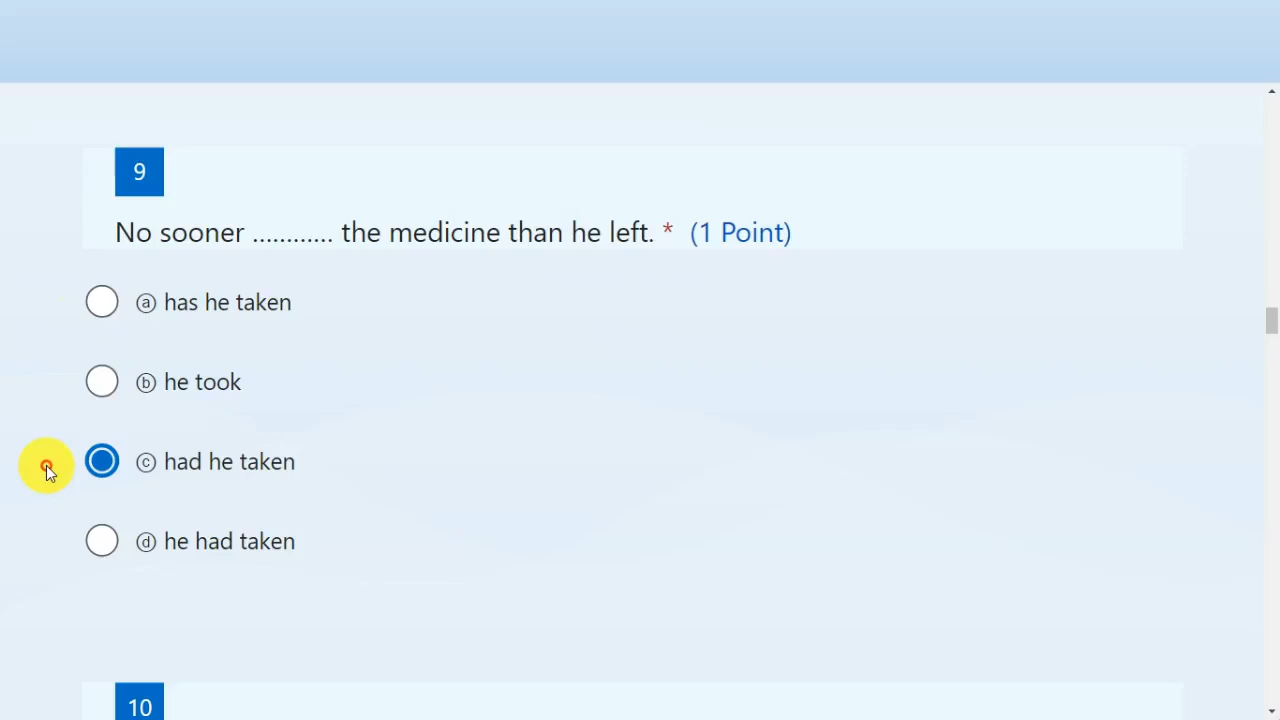 9
No sooner ............ the medicine than he left. * (1 Point)
ⓐ has he taken
ⓑ he took
ⓒ had he taken
ⓓ he had taken
10